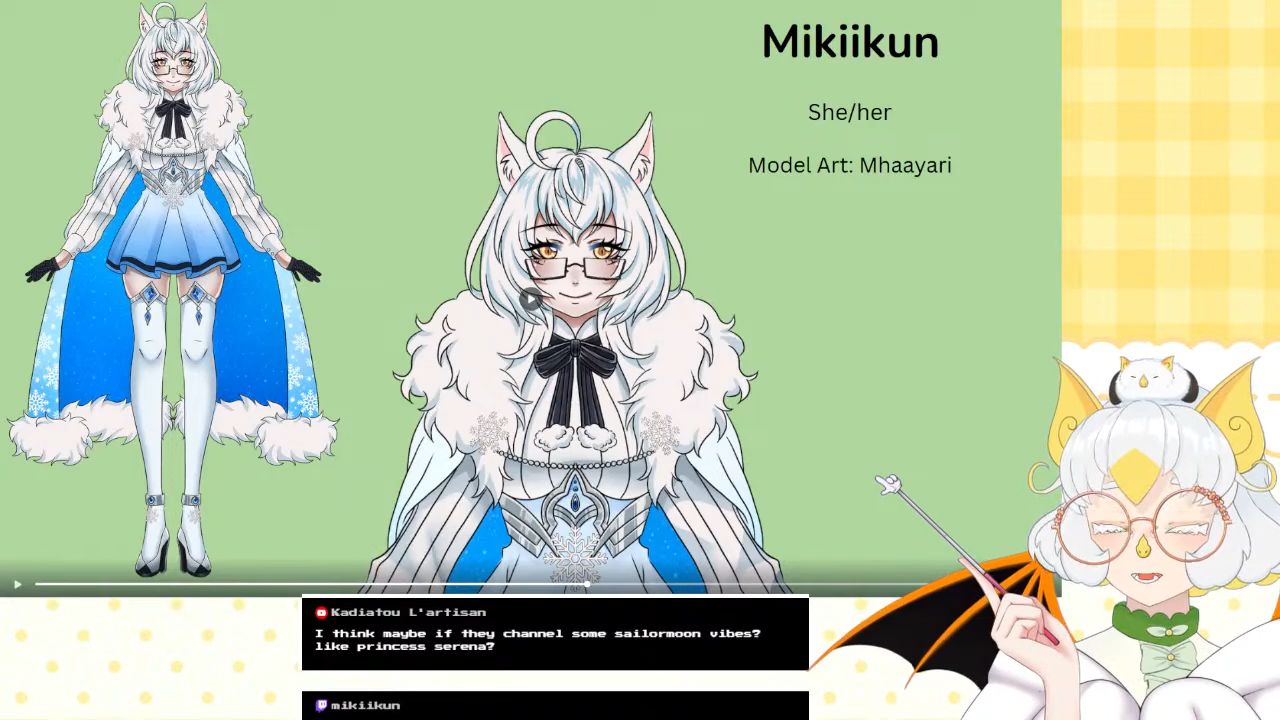 Mikiikun
She/her
Model Art: Mhaayari
Kadiatou L'artisan
I think maybe if they channel some sailormoon vibes?
like princess serena?
mikiikun